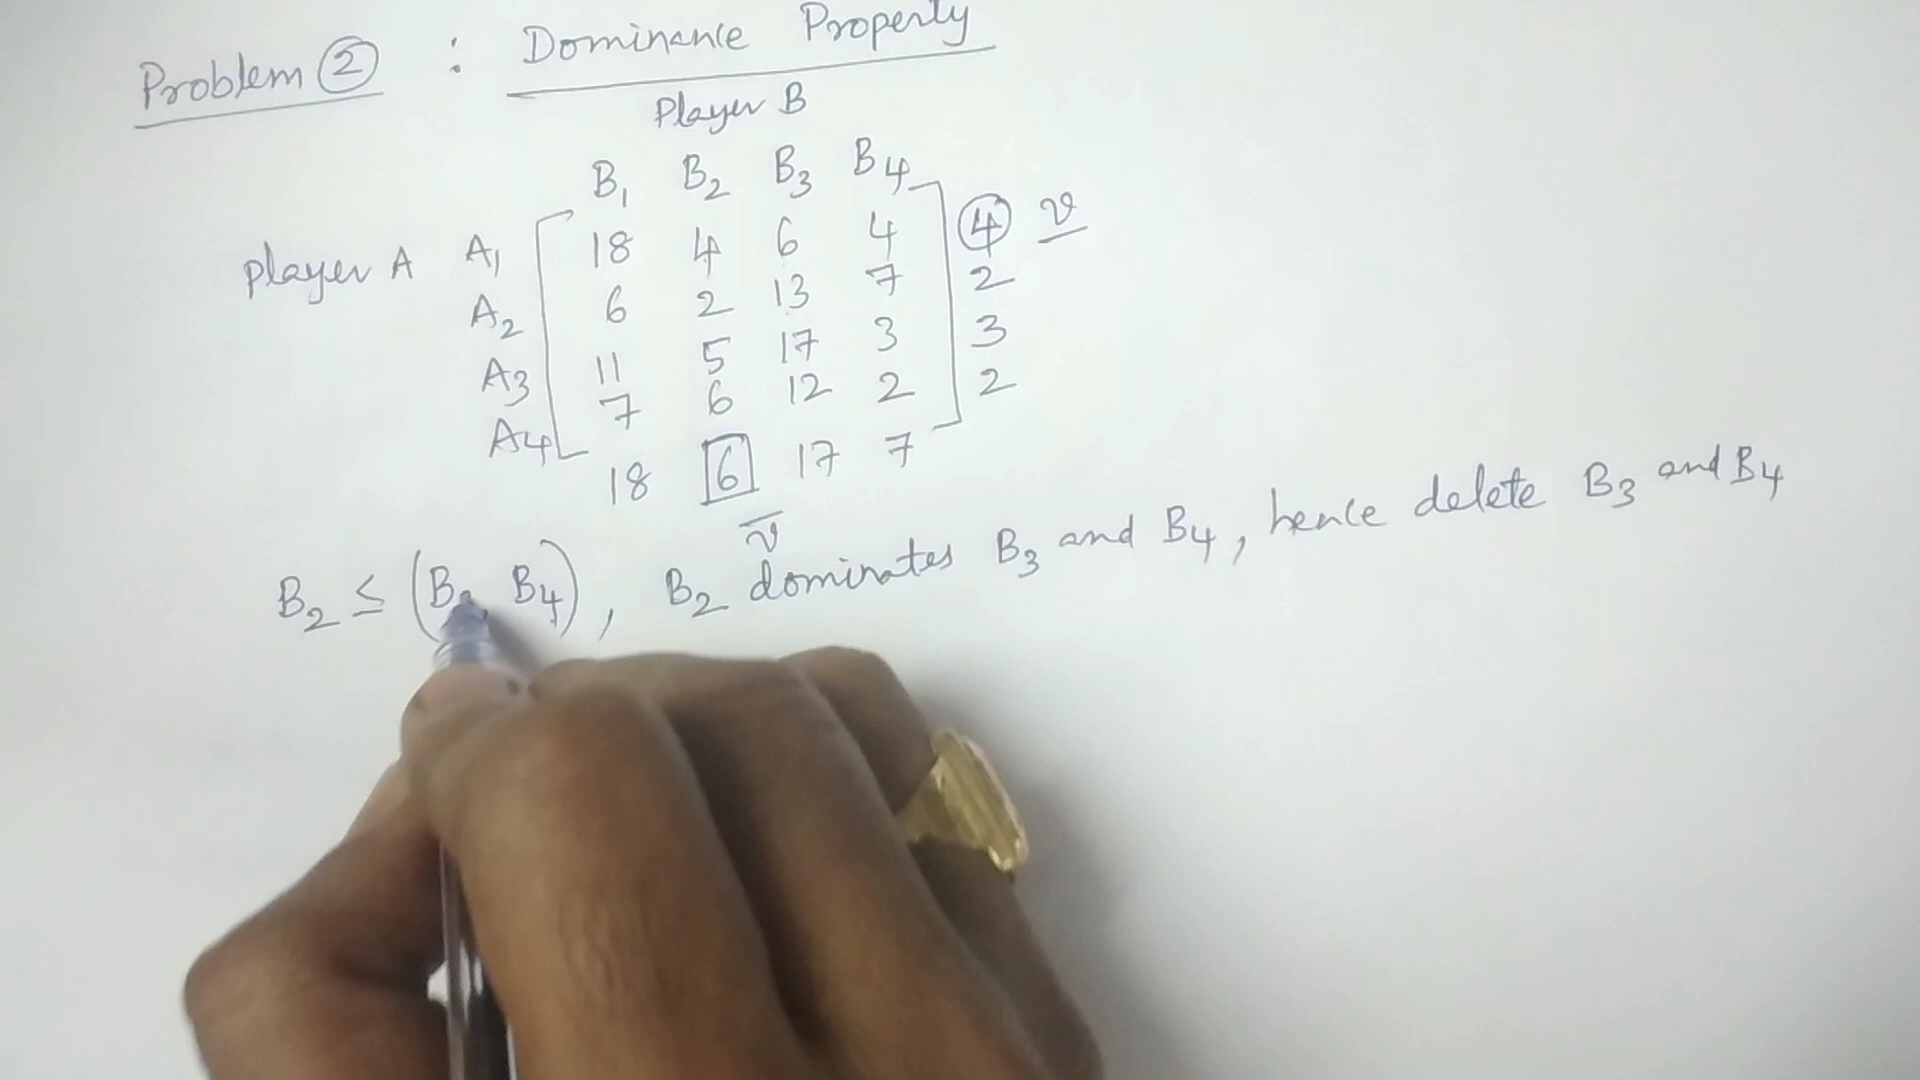 Problem ② : Dominance Property
Player B
B1 B2 B3 B4
Player A A1 18 4 6 4 ④ v
A2 6 2 13 7 2
A3 11 5 17 3 3
A4 7 6 12 2 2
18 6 17 7
v̄
B2 ≤ (B B4), B2 dominates B3 and B4, hence delete B3 and B4